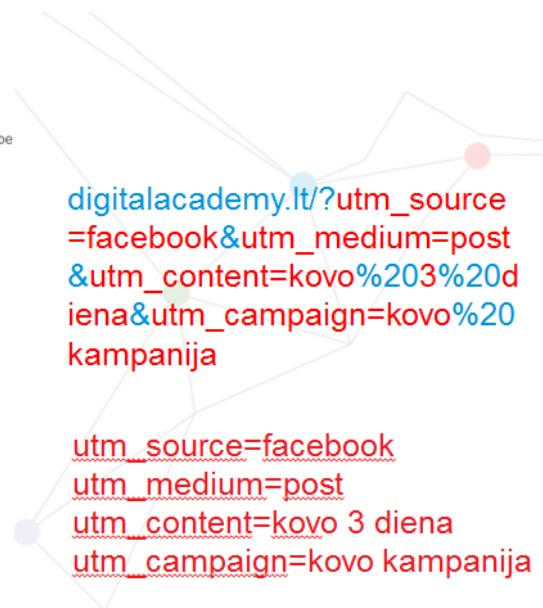 be
digitalacademy.lt/?utm_source
=facebook&utm_medium=post
&utm_content=kovo%203%20d
iena&utm_campaign=kovo%20
kampanija
utm_source=facebook
utm_medium=post
utm_content=kovo 3 diena
utm_campaign=kovo kampanija